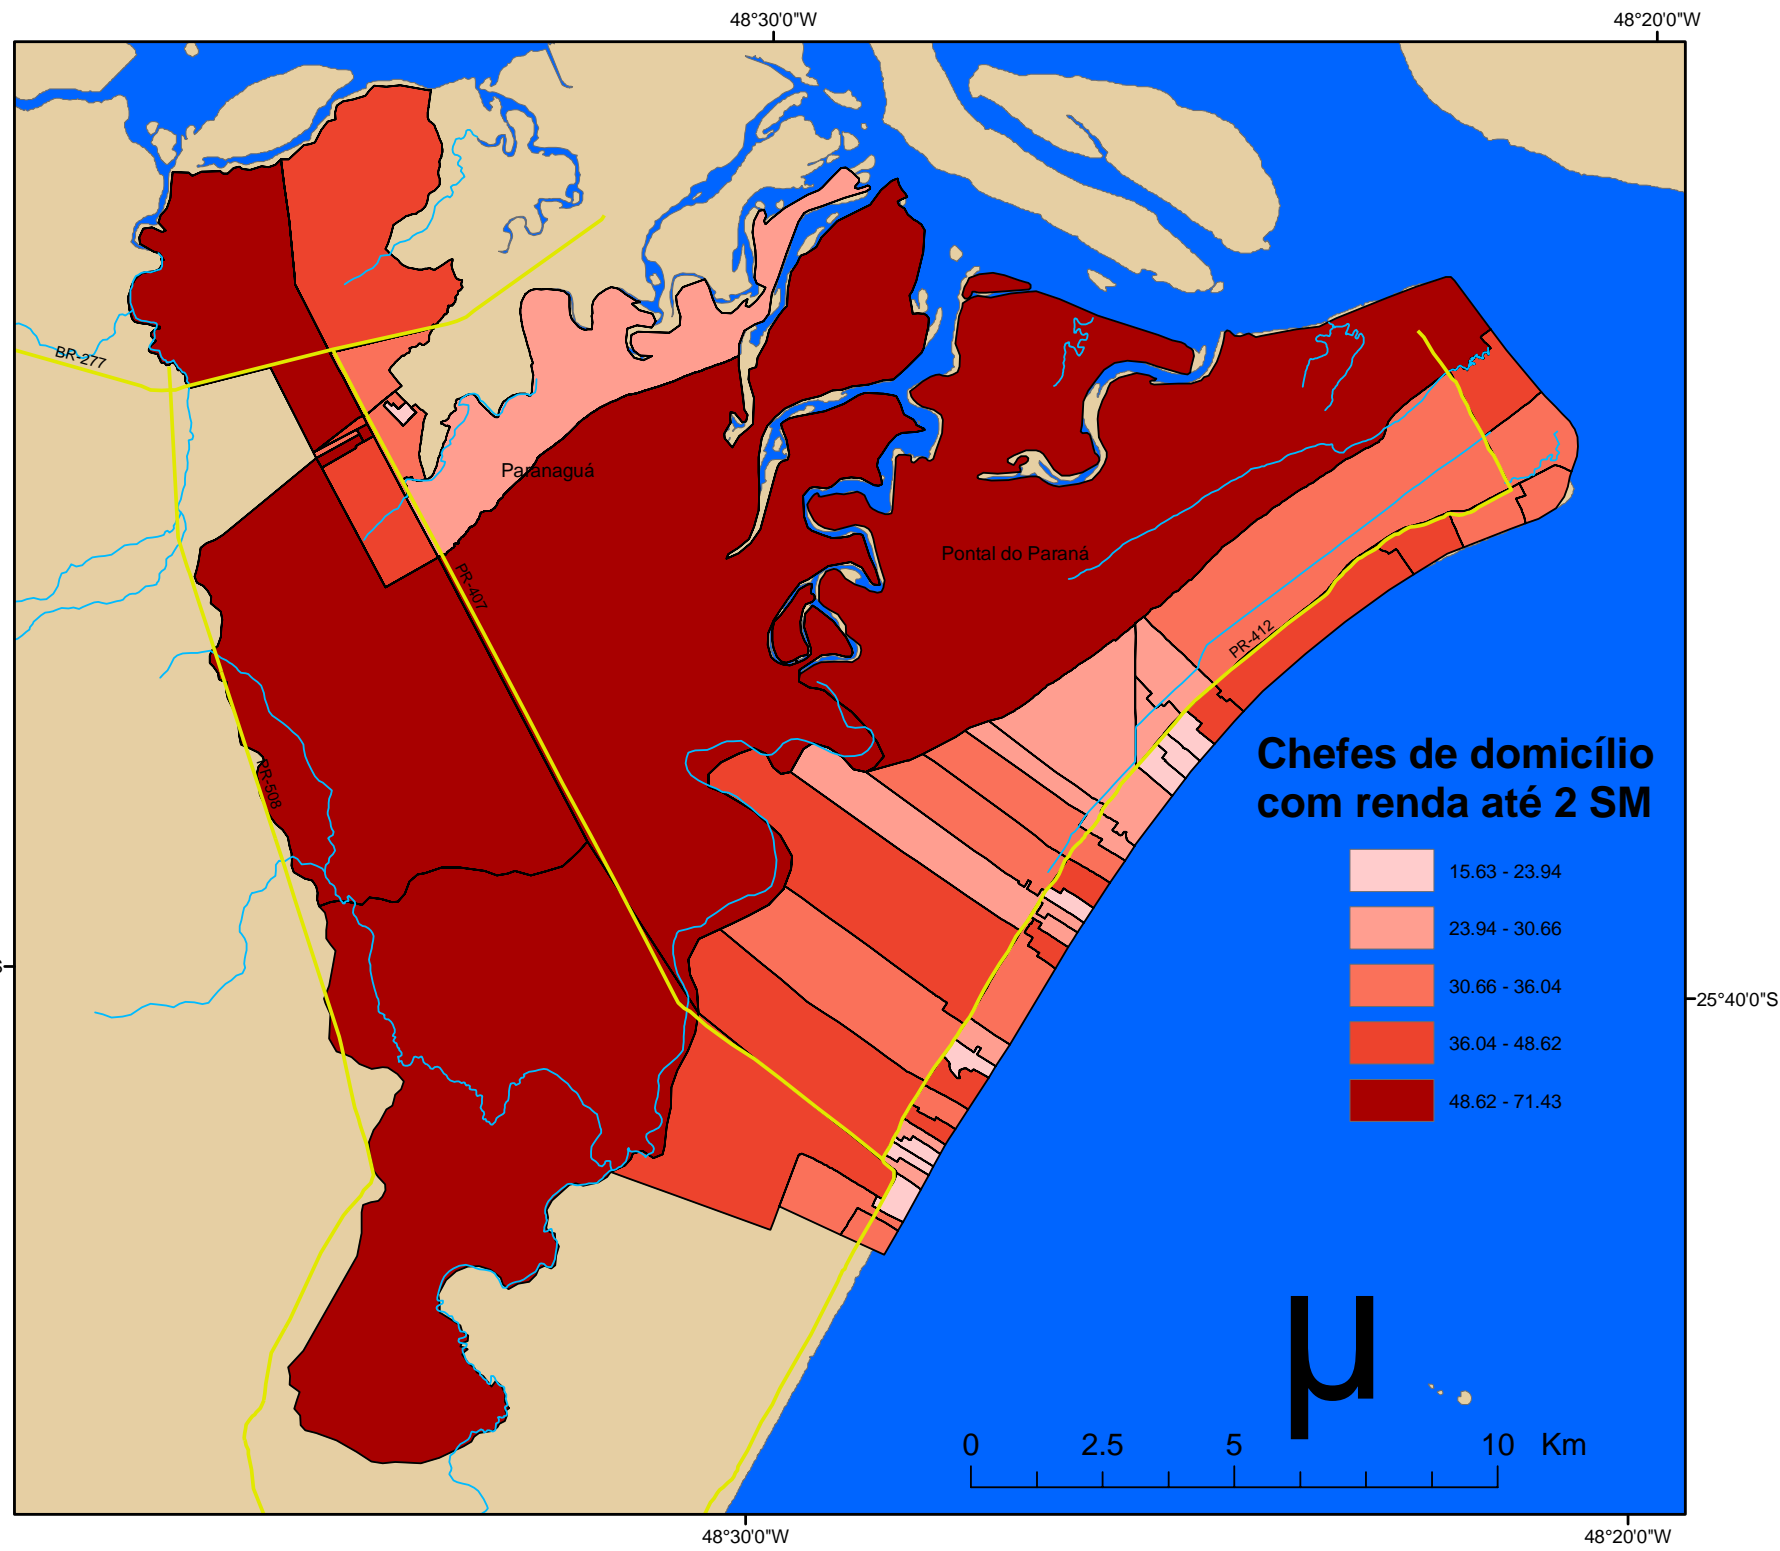 48°30'0"W
48°20'0"W
BR-277
Paranaguá
Pontal do Paraná
PR-407
PR-412
PR-508
Chefes de domicílio
com renda até 2 SM
15.63 - 23.94
23.94 - 30.66
30.66 - 36.04
36.04 - 48.62
48.62 - 71.43
25°40'0"S
µ
0 2.5 5 10 Km
48°30'0"W
48°20'0"W